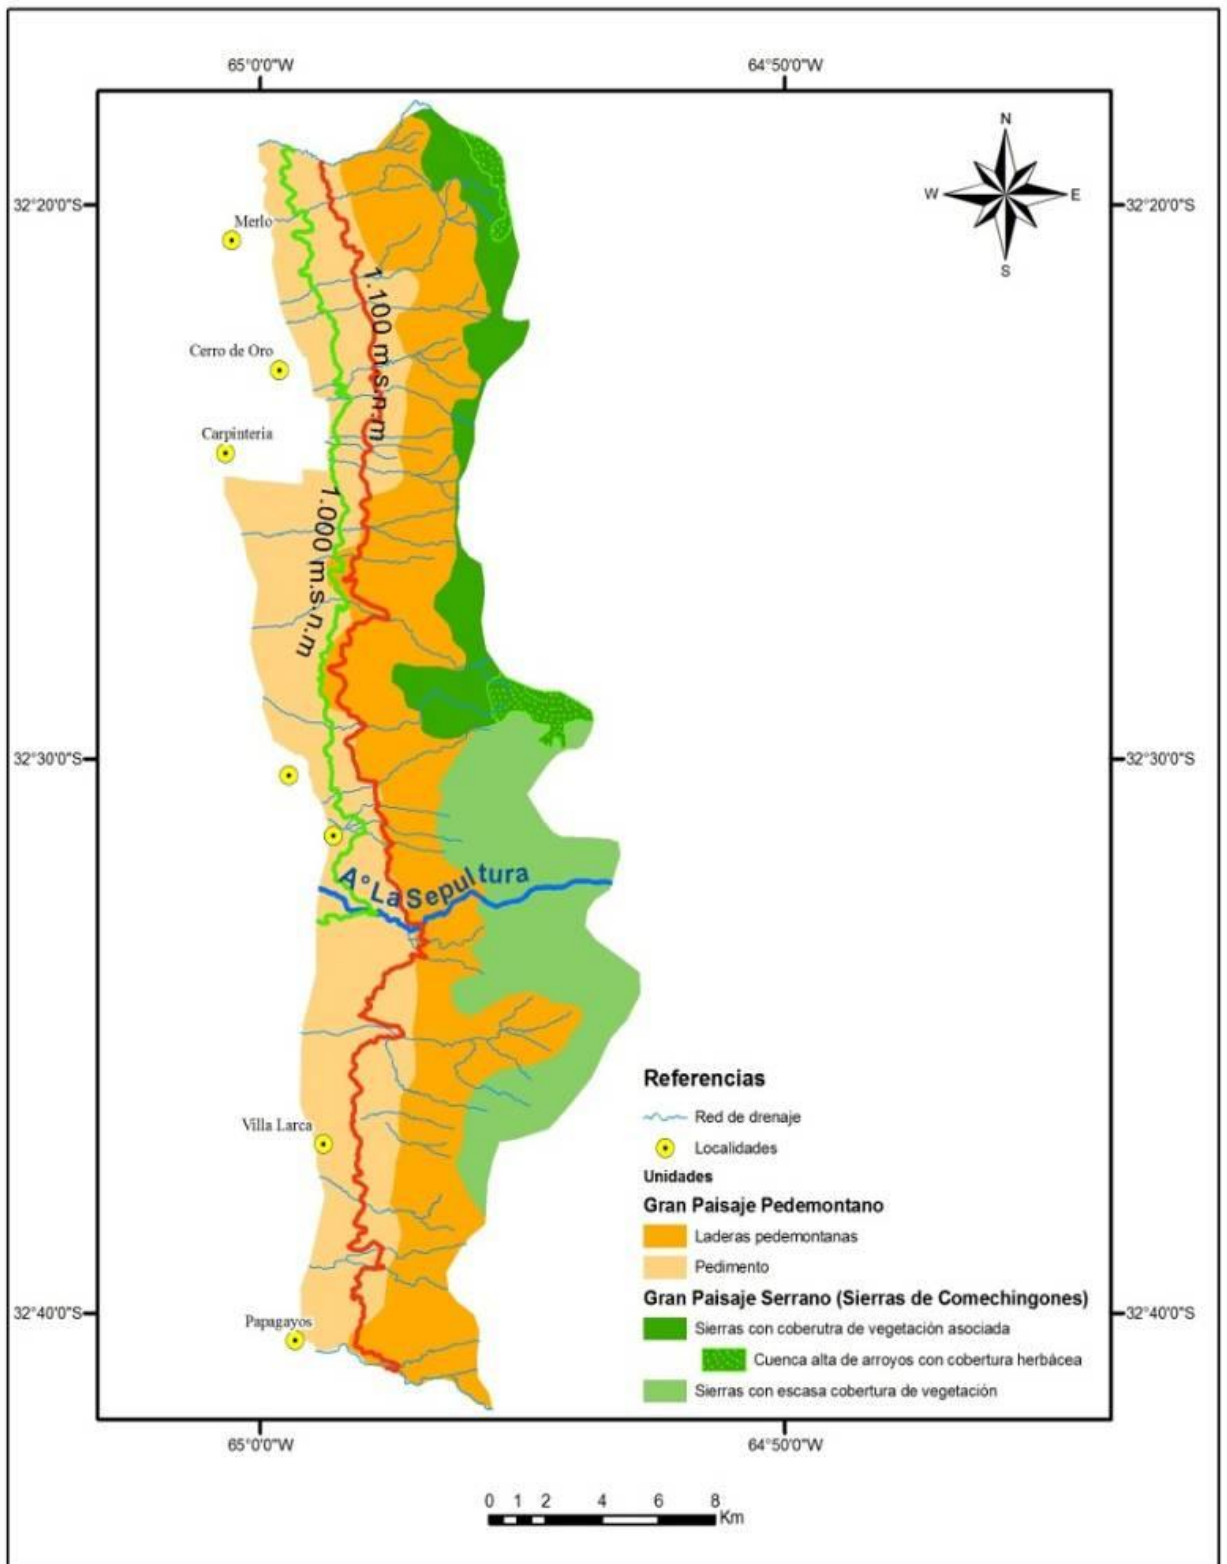 65°0'0"W
64°50'0"W
N
W
E
S
32°20'0"S
32°20'0"S
Merlo
1.100 m.s.n.m
Cerro de Oro
Carpinteria
1.000 m.s.n.m
32°30'0"S
32°30'0"S
A° La Sepultura
Villa Larca
32°40'0"S
32°40'0"S
Papagayos
Referencias
Red de drenaje
Localidades
Unidades
Gran Paisaje Pedemontano
Laderas pedemontanas
Pedimento
Gran Paisaje Serrano (Sierras de Comechingones)
Sierras con coberutra de vegetación asociada
Cuenca alta de arroyos con cobertura herbácea
Sierras con escasa cobertura de vegetación
65°0'0"W
64°50'0"W
0 1 2 4 6 8
Km